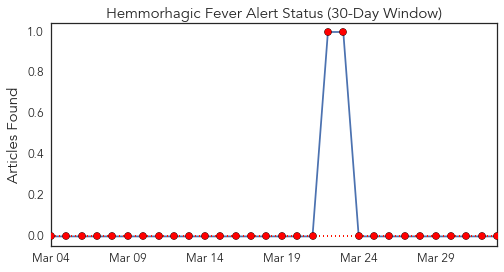 Hemmorhagic Fever Alert Status (30-Day Window)
Articles Found
1.0
0.8
0.6
0.4
0.2
0.0
Mar 04 Mar 09 Mar 14 Mar 19 Mar 24 Mar 29